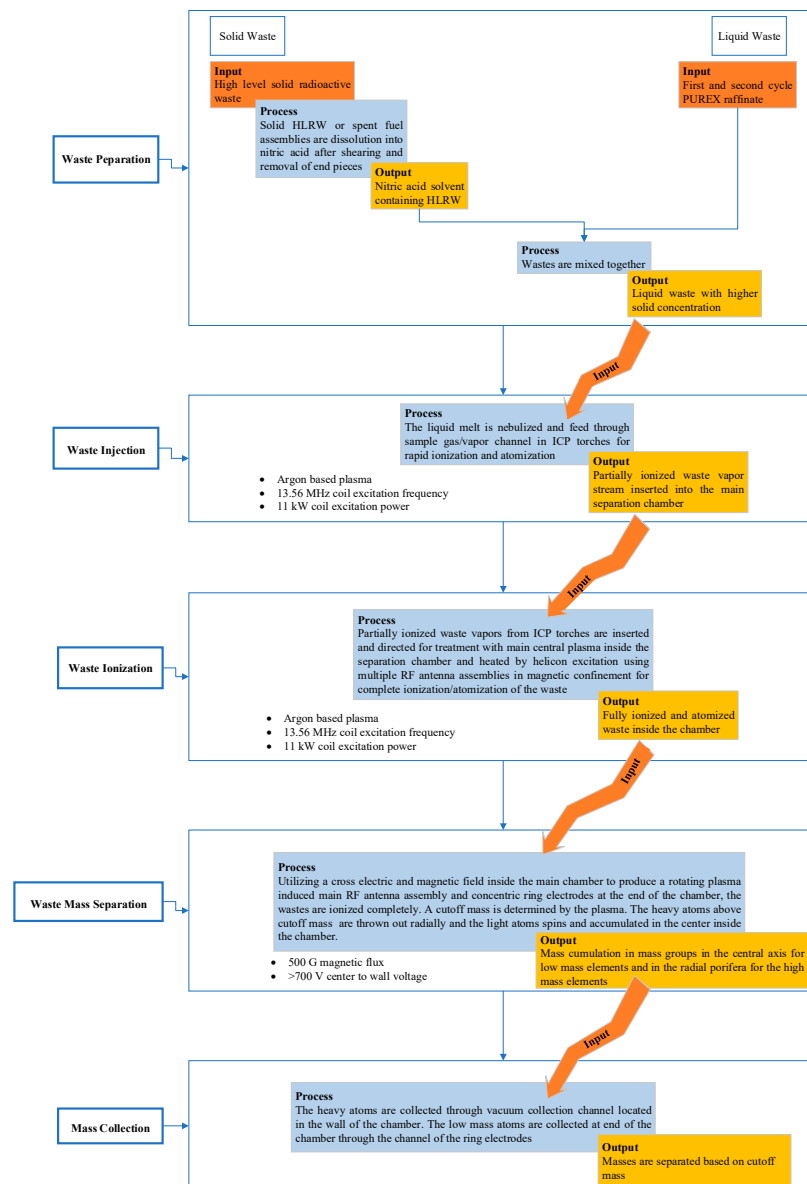 Solid Waste
Liquid Waste
Input
High level solid radioactive
waste
Input
First and second cycle
PUREX raffinate
Process
Solid HLRW or spent fuel
assemblies are dissolution into
nitric acid after shearing and
removal of end pieces
Waste Peparation
Output
Nitric acid solvent
containing HLRW
Process
Wastes are mixed together
Output
Liquid waste with higher
solid concentration
Input
Process
The liquid melt is nebulized and feed through
sample gas/vapor channel in ICP torches for
rapid ionization and atomization
Waste Injection
Output
Partially ionized waste vapor
stream inserted into the main
separation chamber
• Argon based plasma
• 13.56 MHz coil excitation frequency
• 11 kW coil excitation power
Input
Process
Partially ionized waste vapors from ICP torches are inserted
and directed for treatment with main central plasma inside the
separation chamber and heated by helicon excitation using
multiple RF antenna assemblies in magnetic confinement for
complete ionization/atomization of the waste
Waste Ionization
Output
Fully ionized and atomized
waste inside the chamber
• Argon based plasma
• 13.56 MHz coil excitation frequency
• 11 kW coil excitation power
Input
Process
Utilizing a cross electric and magnetic field inside the main chamber to produce a rotating plasma
induced main RF antenna assembly and concentric ring electrodes at the end of the chamber, the
wastes are ionized completely. A cutoff mass is determined by the plasma. The heavy atoms above
cutoff mass are thrown out radially and the light atoms spins and accumulated in the center inside
the chamber.
Waste Mass Separation
Output
Mass cumulation in mass groups in the central axis for
low mass elements and in the radial porifera for the high
mass elements
• 500 G magnetic flux
• >700 V center to wall voltage
Input
Process
The heavy atoms are collected through vacuum collection channel located
in the wall of the chamber. The low mass atoms are collected at end of the
chamber through the channel of the ring electrodes
Mass Collection
Output
Masses are separated based on cutoff
mass